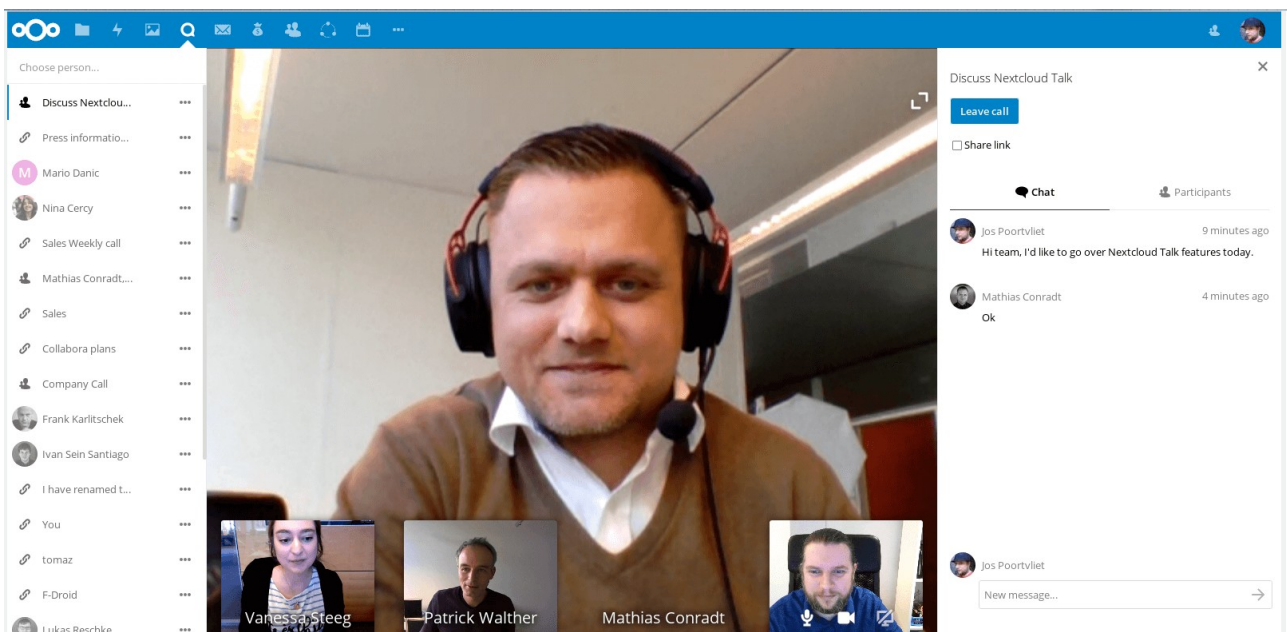 Choose person...
Discuss Nextclou...
Press informatio...
Mario Danic
M
Nina Cercy
Sales Weekly call
Mathias Conradt,...
Sales
Collabora plans
Company Call
Frank Karlitschek
Ivan Sein Santiago
I have renamed t...
You
tomaz
F-Droid
Lukas Reschke
Vanessa Steeg
Patrick Walther
Mathias Conradt
Discuss Nextcloud Talk
Leave call
Share link
Chat
Participants
Jos Poortvliet
9 minutes ago
Hi team, I'd like to go over Nextcloud Talk features today.
Mathias Conradt
4 minutes ago
Ok
Jos Poortvliet
New message...